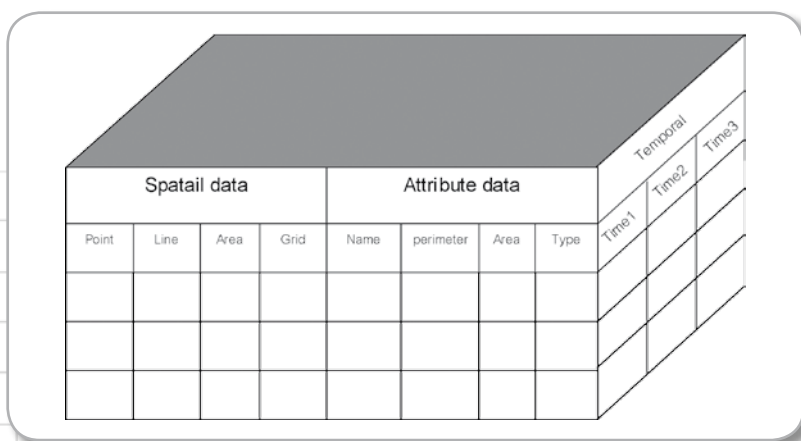 Spatail data Attribute data Temporal
Point Line Area Grid Name perimeter Area Type Time1 Time2 Time3